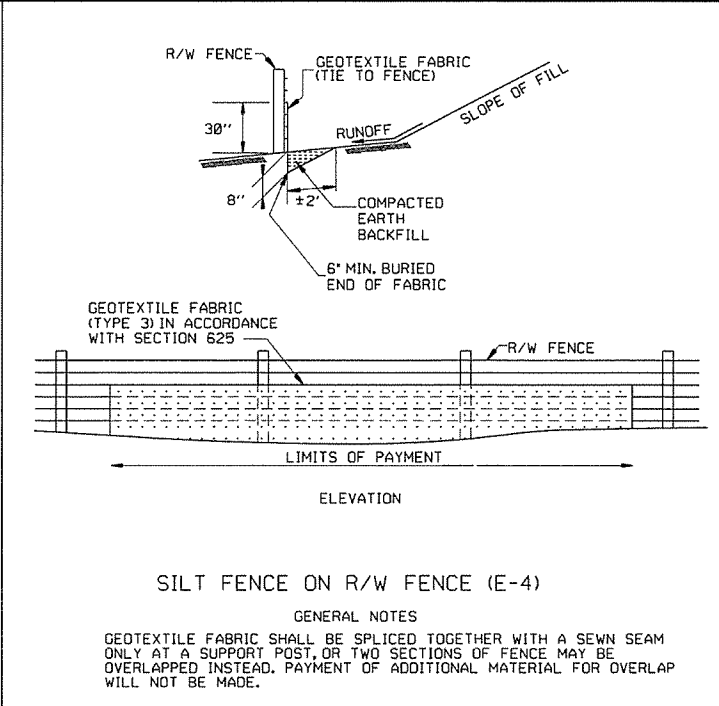 R/W FENCE
GEOTEXTILE FABRIC
(TIE TO FENCE)
SLOPE OF FILL
30"
RUNOFF
8"
±2'
COMPACTED
EARTH
BACKFILL
6" MIN. BURIED
END OF FABRIC
GEOTEXTILE FABRIC
(TYPE 3) IN ACCORDANCE
WITH SECTION 625
R/W FENCE
LIMITS OF PAYMENT
ELEVATION
SILT FENCE ON R/W FENCE (E-4)
GENERAL NOTES
GEOTEXTILE FABRIC SHALL BE SPLICED TOGETHER WITH A SEWN SEAM
ONLY AT A SUPPORT POST, OR TWO SECTIONS OF FENCE MAY BE
OVERLAPPED INSTEAD. PAYMENT OF ADDITIONAL MATERIAL FOR OVERLAP
WILL NOT BE MADE.